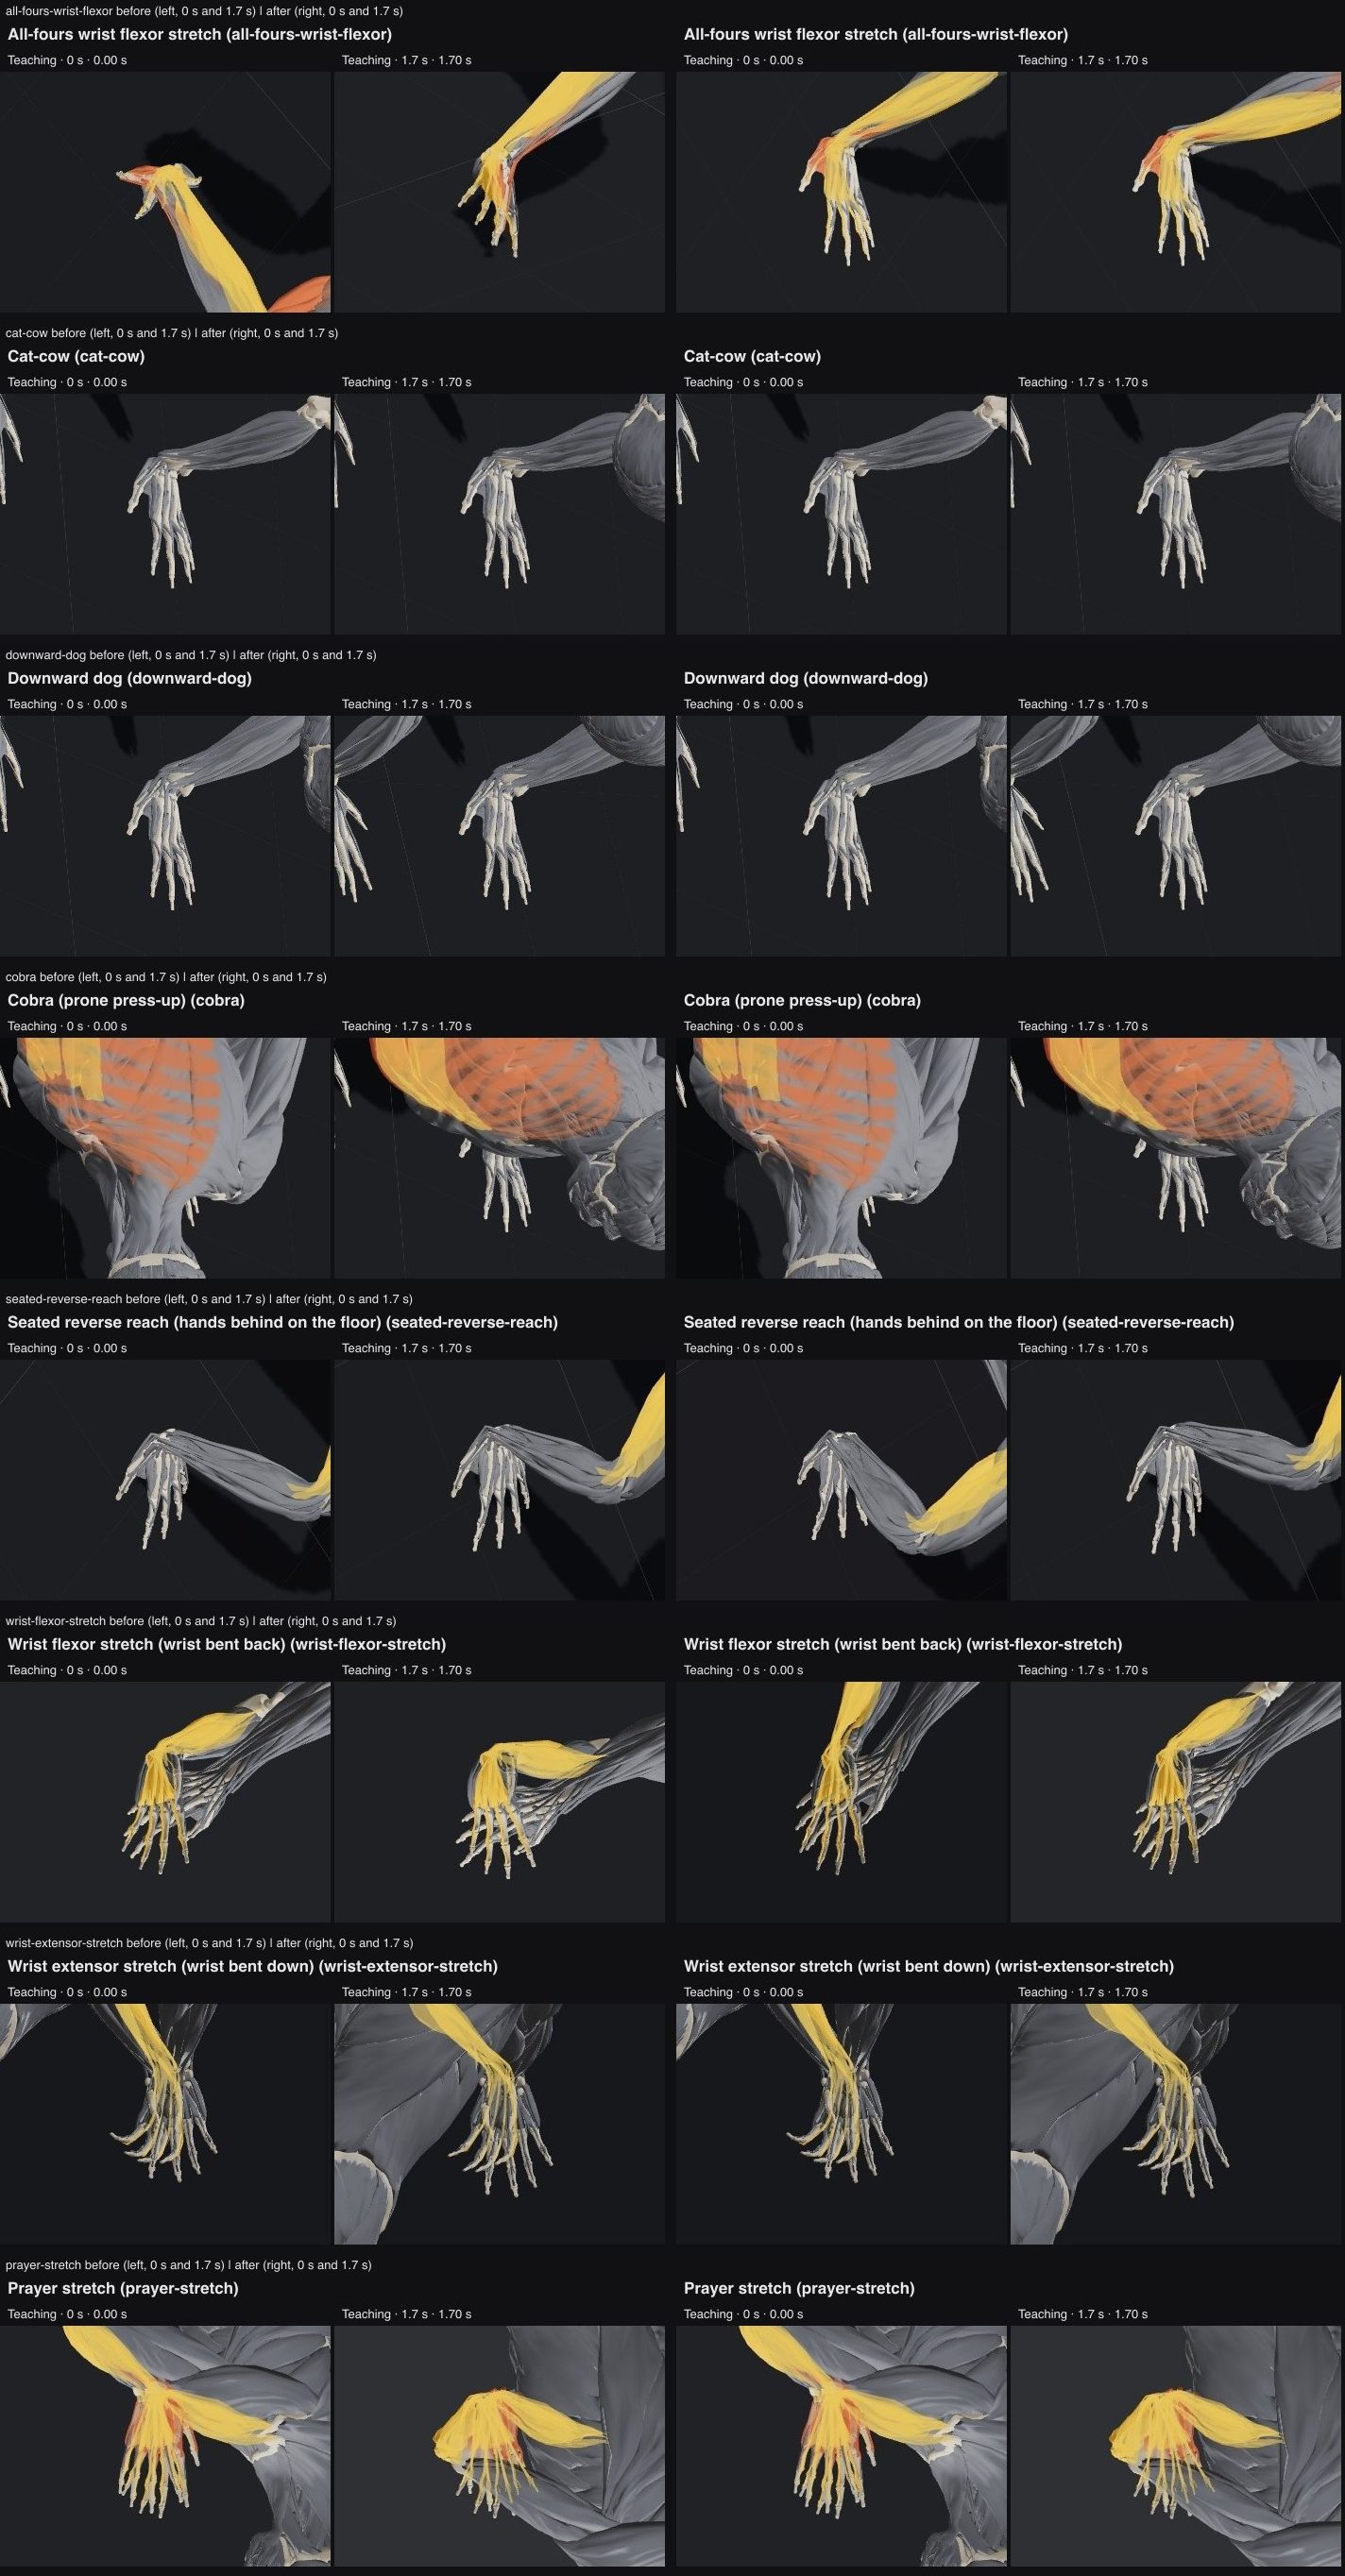 all-fours-wrist-flexor before (left, 0 s and 1.7 s) | after (right, 0 s and 1.7 s)
All-fours wrist flexor stretch (all-fours-wrist-flexor) All-fours wrist flexor stretch (all-fours-wrist-flexor)
Teaching · 0 s · 0.00 s Teaching · 1.7 s · 1.70 s Teaching · 0 s · 0.00 s Teaching · 1.7 s · 1.70 s
cat-cow before (left, 0 s and 1.7 s) | after (right, 0 s and 1.7 s)
Cat-cow (cat-cow) Cat-cow (cat-cow)
Teaching · 0 s · 0.00 s Teaching · 1.7 s · 1.70 s Teaching · 0 s · 0.00 s Teaching · 1.7 s · 1.70 s
downward-dog before (left, 0 s and 1.7 s) | after (right, 0 s and 1.7 s)
Downward dog (downward-dog) Downward dog (downward-dog)
Teaching · 0 s · 0.00 s Teaching · 1.7 s · 1.70 s Teaching · 0 s · 0.00 s Teaching · 1.7 s · 1.70 s
cobra before (left, 0 s and 1.7 s) | after (right, 0 s and 1.7 s)
Cobra (prone press-up) (cobra) Cobra (prone press-up) (cobra)
Teaching · 0 s · 0.00 s Teaching · 1.7 s · 1.70 s Teaching · 0 s · 0.00 s Teaching · 1.7 s · 1.70 s
seated-reverse-reach before (left, 0 s and 1.7 s) | after (right, 0 s and 1.7 s)
Seated reverse reach (hands behind on the floor) (seated-reverse-reach) Seated reverse reach (hands behind on the floor) (seated-reverse-reach)
Teaching · 0 s · 0.00 s Teaching · 1.7 s · 1.70 s Teaching · 0 s · 0.00 s Teaching · 1.7 s · 1.70 s
wrist-flexor-stretch before (left, 0 s and 1.7 s) | after (right, 0 s and 1.7 s)
Wrist flexor stretch (wrist bent back) (wrist-flexor-stretch) Wrist flexor stretch (wrist bent back) (wrist-flexor-stretch)
Teaching · 0 s · 0.00 s Teaching · 1.7 s · 1.70 s Teaching · 0 s · 0.00 s Teaching · 1.7 s · 1.70 s
wrist-extensor-stretch before (left, 0 s and 1.7 s) | after (right, 0 s and 1.7 s)
Wrist extensor stretch (wrist bent down) (wrist-extensor-stretch) Wrist extensor stretch (wrist bent down) (wrist-extensor-stretch)
Teaching · 0 s · 0.00 s Teaching · 1.7 s · 1.70 s Teaching · 0 s · 0.00 s Teaching · 1.7 s · 1.70 s
prayer-stretch before (left, 0 s and 1.7 s) | after (right, 0 s and 1.7 s)
Prayer stretch (prayer-stretch) Prayer stretch (prayer-stretch)
Teaching · 0 s · 0.00 s Teaching · 1.7 s · 1.70 s Teaching · 0 s · 0.00 s Teaching · 1.7 s · 1.70 s